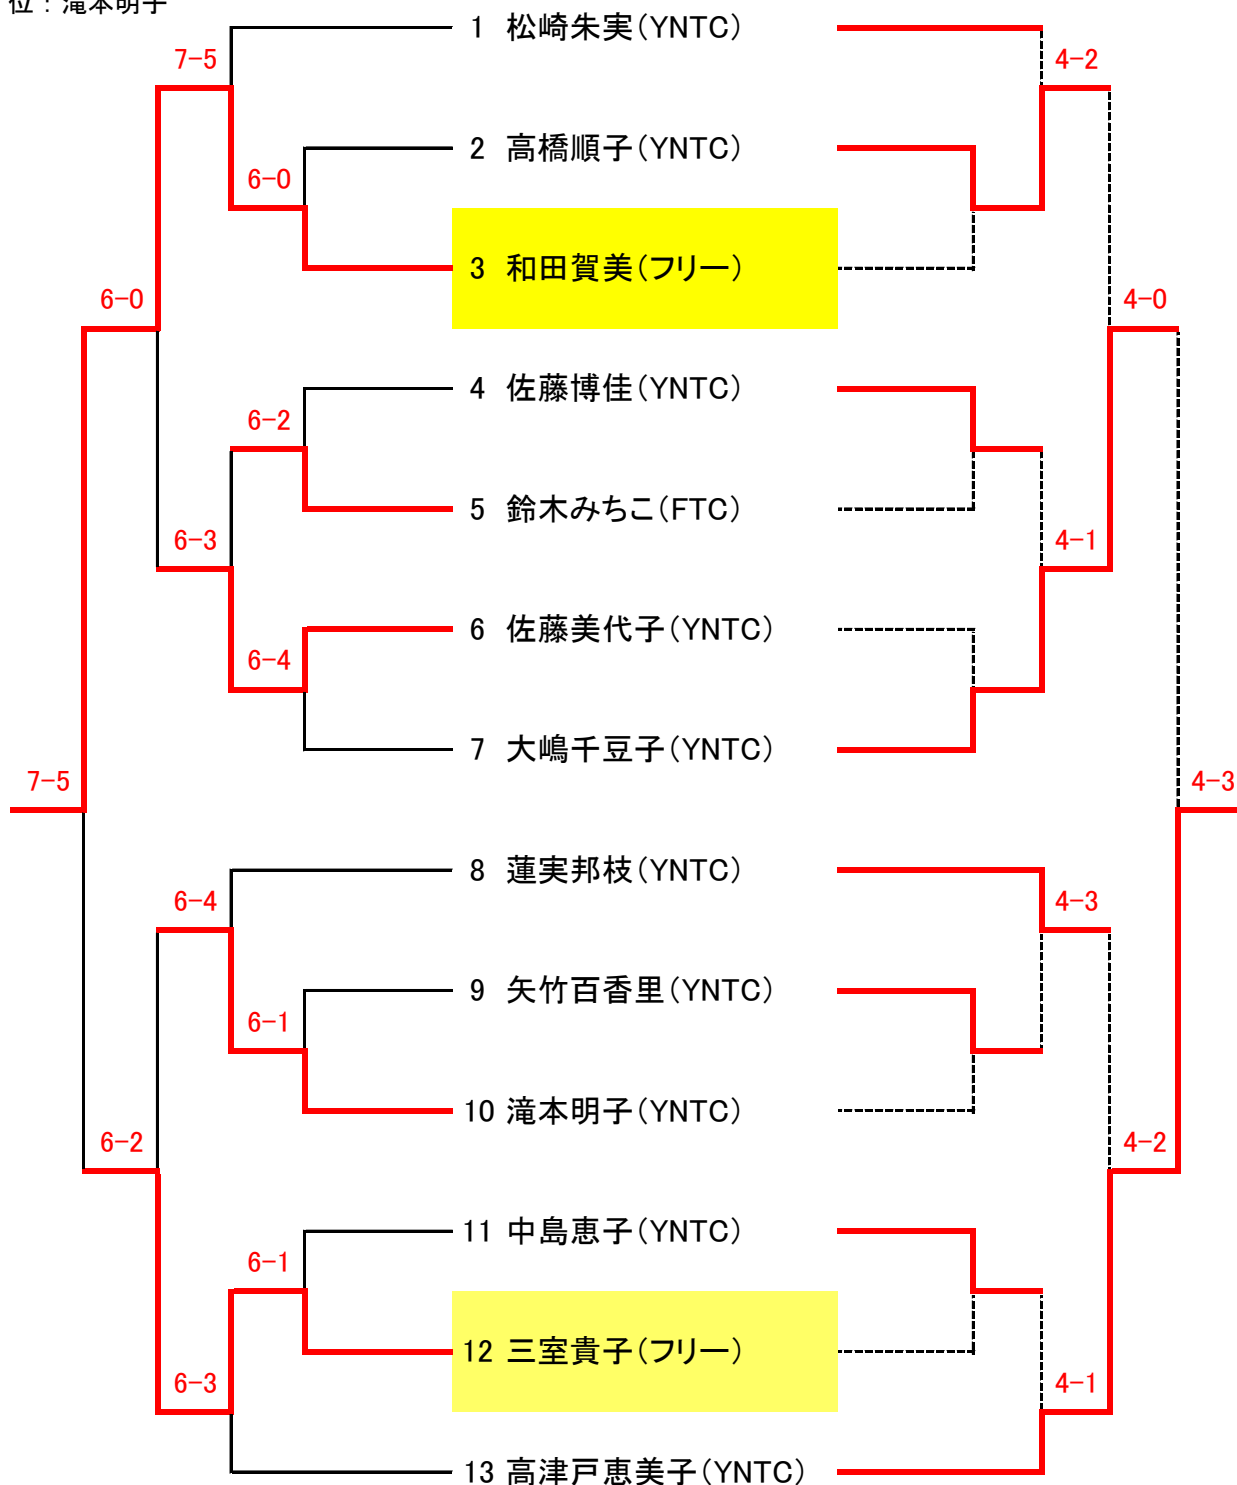 位：滝本明子
1 松崎朱実(YNTC)
7-5 4-2
2 高橋順子(YNTC)
6-0
3 和田賀美(フリー)
6-0 4-0
4 佐藤博佳(YNTC)
6-2
5 鈴木みちこ(FTC)
6-3 4-1
6 佐藤美代子(YNTC)
6-4
7 大嶋千豆子(YNTC)
7-5 4-3
8 蓮実邦枝(YNTC)
6-4 4-3
9 矢竹百香里(YNTC)
6-1
10 滝本明子(YNTC)
6-2 4-2
11 中島恵子(YNTC)
6-1
12 三室貴子(フリー)
6-3 4-1
13 高津戸恵美子(YNTC)